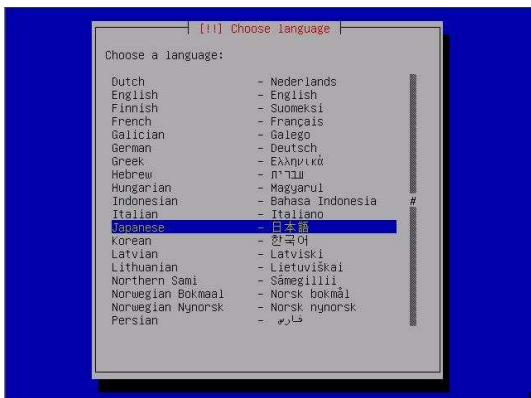 [!!] Choose language
Choose a language:
Dutch - Nederlands
English - English
Finnish - Suomeksi
French - Français
Galician - Galego
German - Deutsch
Greek - Ελληνικά
Hebrew - עברית
Hungarian - Magyarul
Indonesian - Bahasa Indonesia #
Italian - Italiano
Japanese - 日本語
Korean - 한국어
Latvian - Latviski
Lithuanian - Lietuviškai
Northern Sami - Sámegillii
Norwegian Bokmaal - Norsk bokmål
Norwegian Nynorsk - Norsk nynorsk
Persian - فارسی